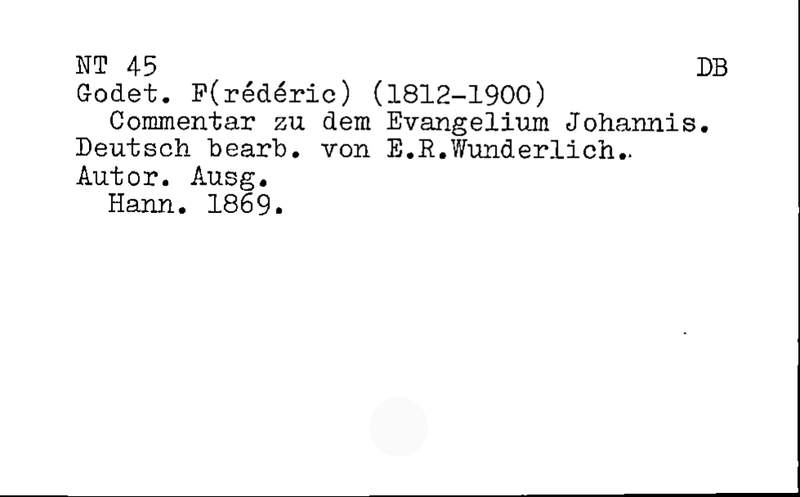 NT 45 DB
Godet. F(rédéric) (1812-1900)
Commentar zu dem Evangelium Johannis.
Deutsch bearb. von E.R.Wunderlich..
Autor. Ausg.
Hann. 1869.